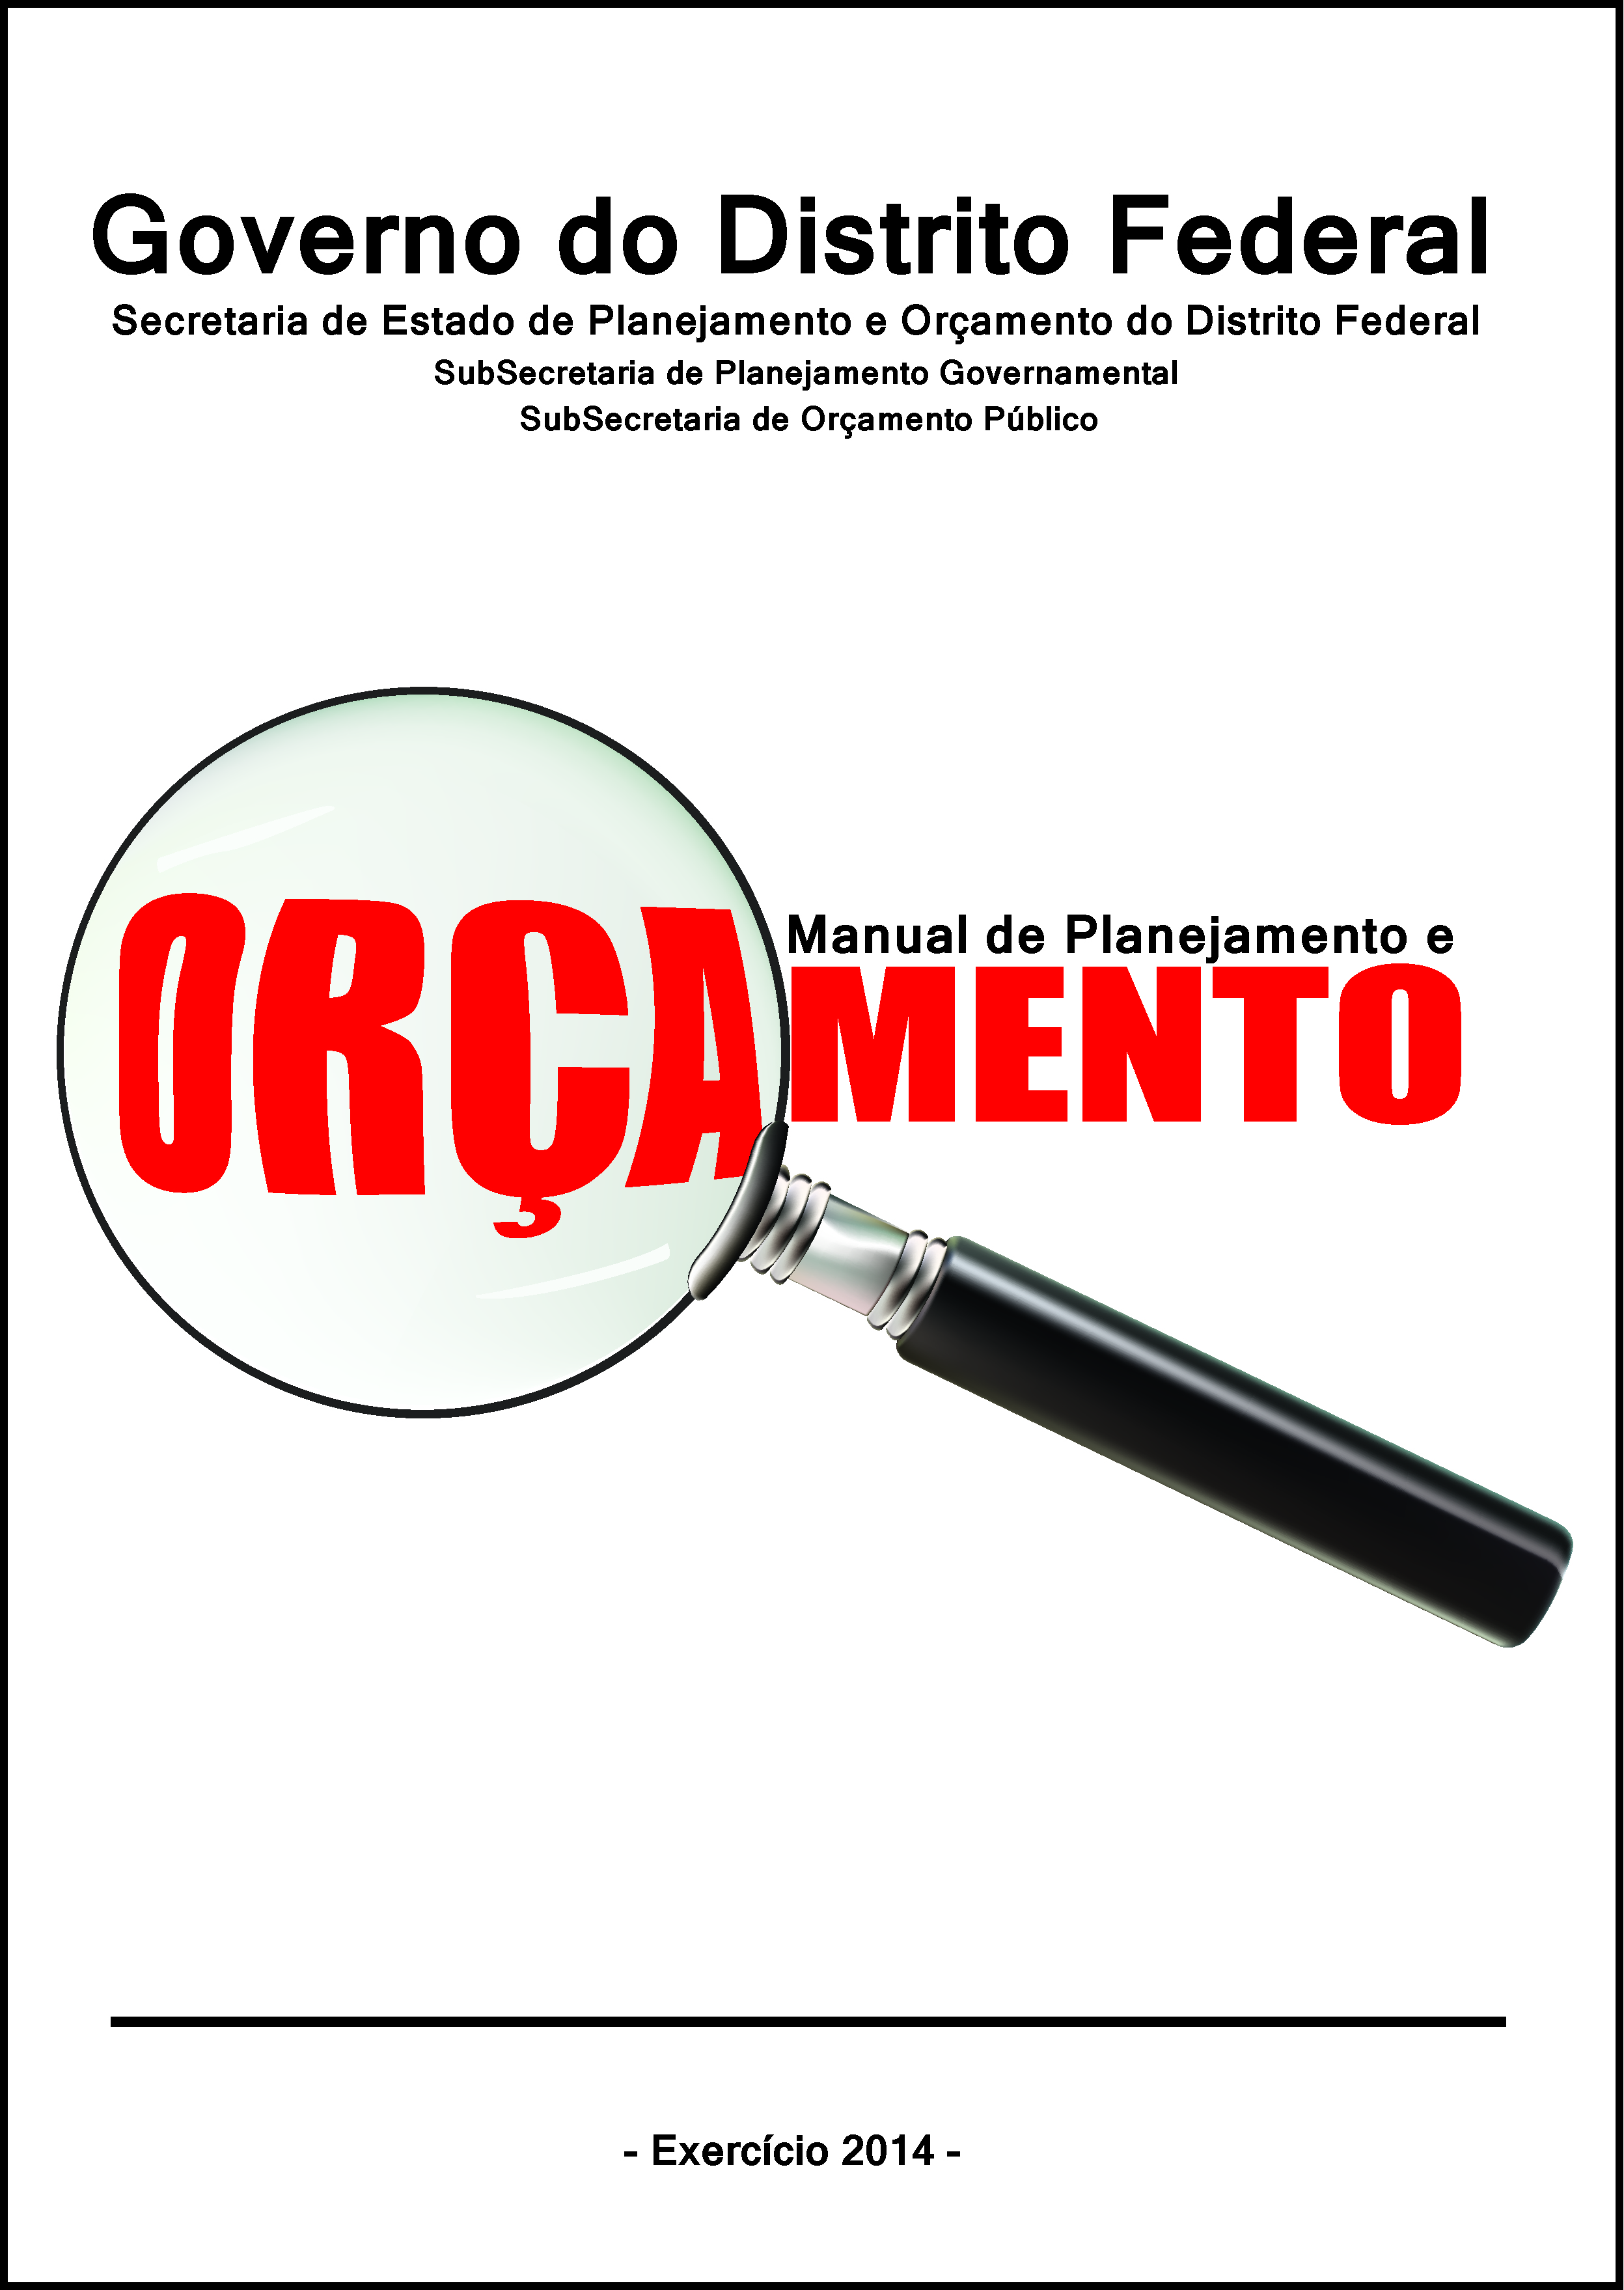 Governo do Distrito Federal
Secretaria de Estado de Planejamento e Orçamento do Distrito Federal
SubSecretaria de Planejamento Governamental
SubSecretaria de Orçamento Público
Manual de Planejamento e
ORÇAMENTO
- Exercício 2014 -